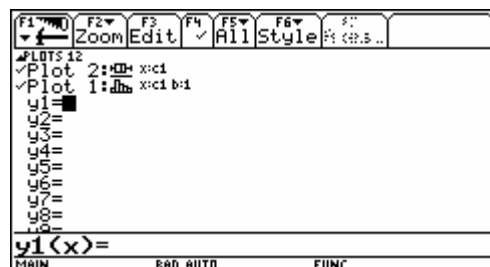 F1 F2 Zoom F3 Edit F4 ✓ F5 All F6 Style F7
PLOTS 12
✓Plot 2: x:c1
✓Plot 1: x:c1 b:1
y1=
y2=
y3=
y4=
y5=
y6=
y7=
y8=
y1(x)=
MAIN RAD AUTO FUNC